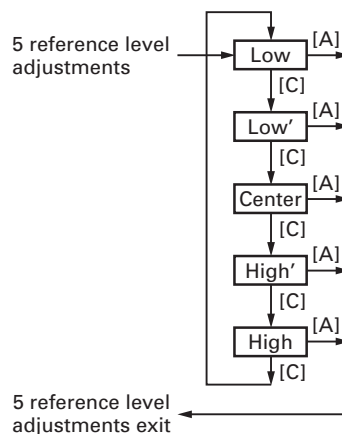 5 reference level
adjustments
Low
[A]
[C]
Low’
[A]
[C]
Center
[A]
[C]
High’
[A]
[C]
High
[A]
[C]
5 reference level
adjustments exit